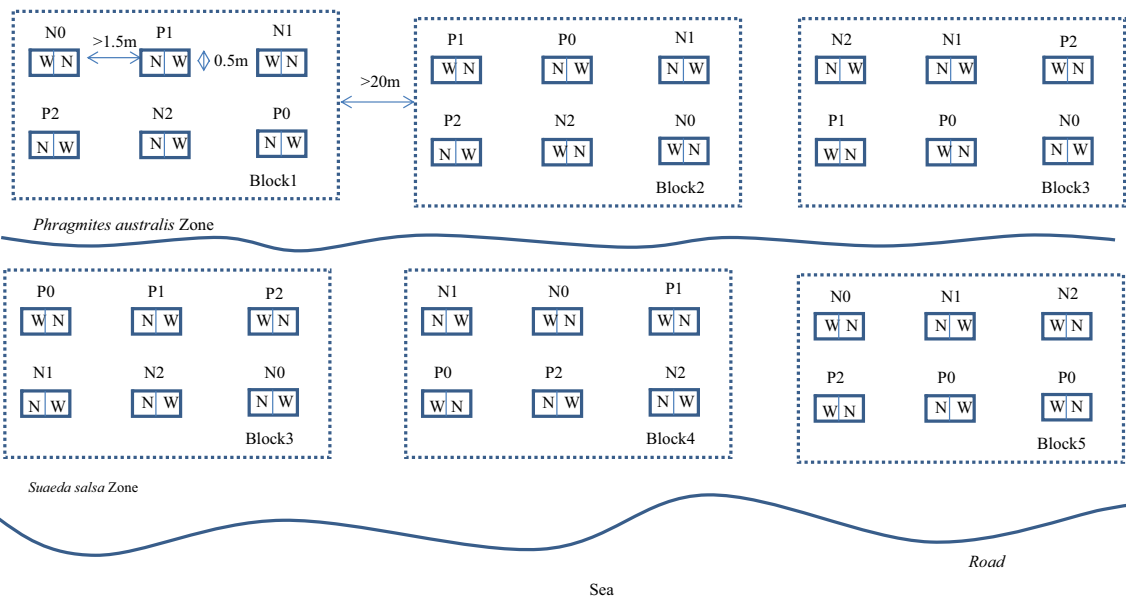 N0 P1 N1
>1.5m
W N N W W N
0.5m
P2 N2 P0
N W N W N W
Block1
>20m
P1 P0 N1
W N N W N W
P2 N2 N0
N W W N W N
Block2
N2 N1 P2
N W N W W N
P1 P0 N0
W N W N N W
Block3
Phragmites australis Zone
P0 P1 P2
W N N W W N
N1 N2 N0
N W N W N W
Block3
N1 N0 P1
N W W N W N
P0 P2 N2
W N N W N W
Block4
N0 N1 N2
W N N W W N
P2 P0 P0
W N N W W N
Block5
Suaeda salsa Zone
Road
Sea